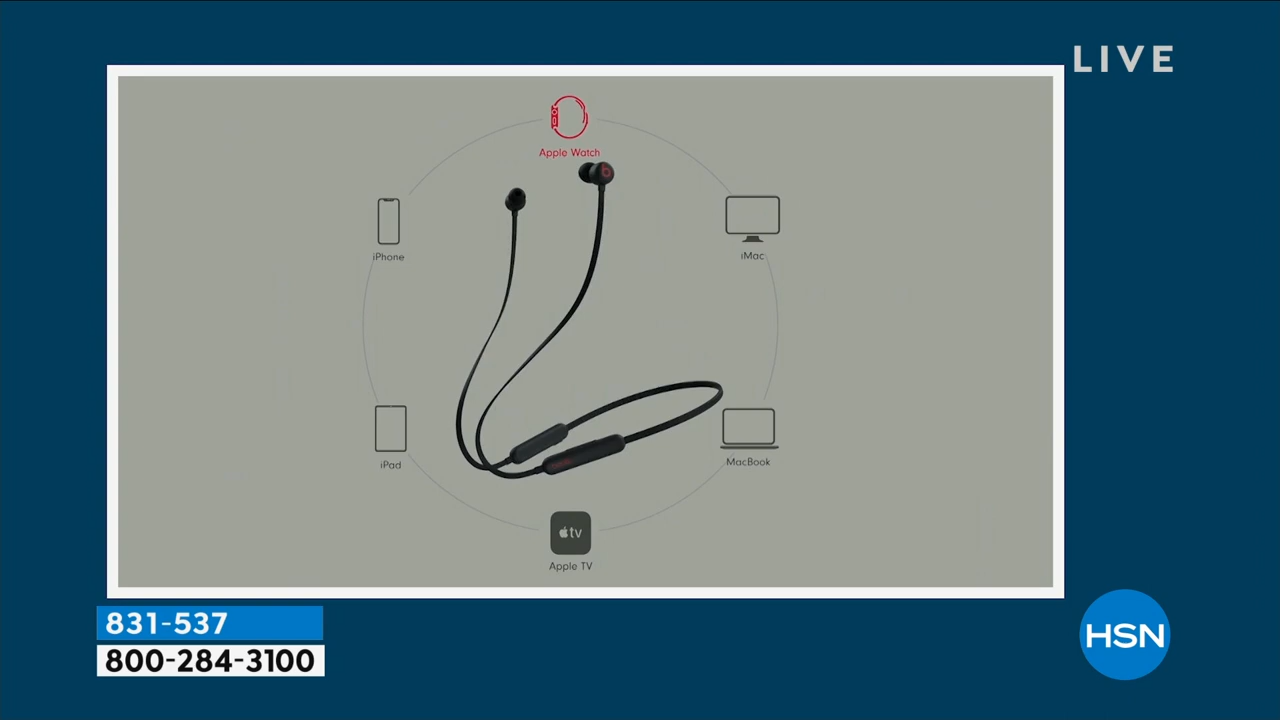 LIVE
Apple Watch
iPhone
iMac
iPad
MacBook
tv
Apple TV
831-537
800-284-3100
HSN